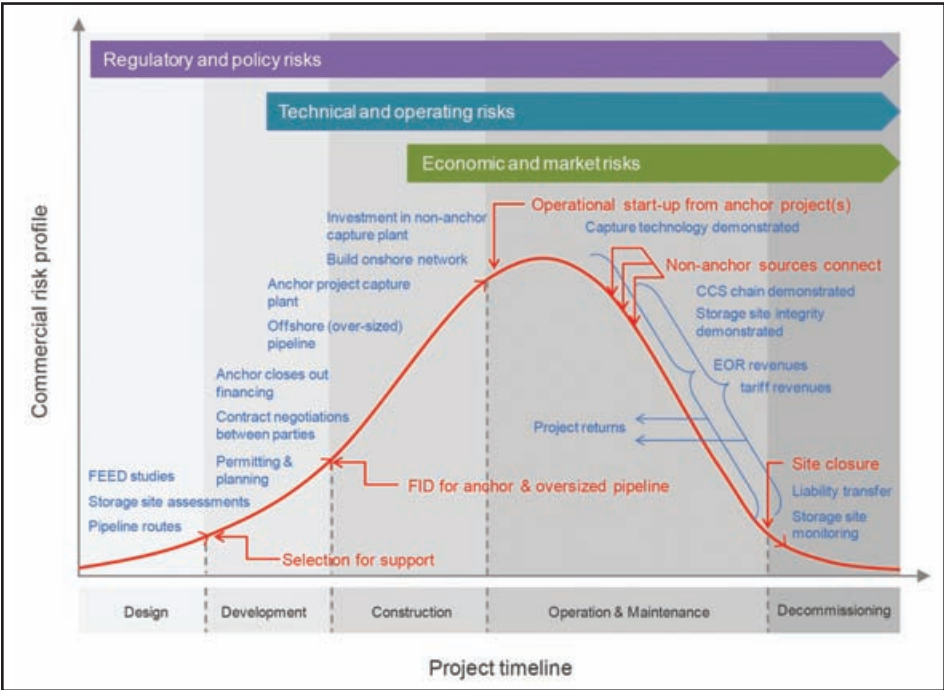 Regulatory and policy risks
Technical and operating risks
Economic and market risks
Operational start-up from anchor project(s)
Investment in non-anchor
capture plant
Capture technology demonstrated
Build onshore network
Non-anchor sources connect
Anchor project capture
plant
CCS chain demonstrated
Storage site integrity
demonstrated
Offshore (over-sized)
pipeline
EOR revenues
tariff revenues
Anchor closes out
financing
Contract negotiations
between parties
Project returns
Permitting &
planning
FEED studies
Storage site assessments
Pipeline routes
FID for anchor & oversized pipeline
Site closure
Liability transfer
Storage site
monitoring
Selection for support
Commercial risk profile
Design
Development
Construction
Operation & Maintenance
Decommissioning
Project timeline